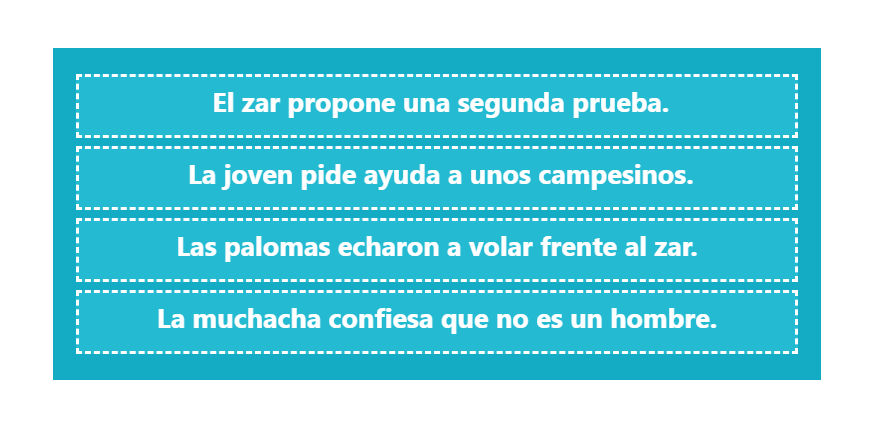 El zar propone una segunda prueba.
La joven pide ayuda a unos campesinos.
Las palomas echaron a volar frente al zar.
La muchacha confiesa que no es un hombre.